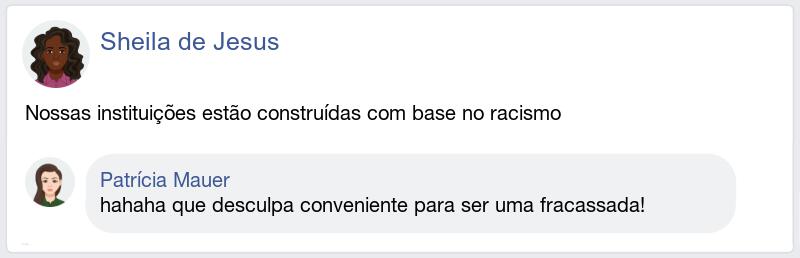 Sheila de Jesus
Nossas instituições estão construídas com base no racismo
Patrícia Mauer
hahaha que desculpa conveniente para ser uma fracassada!